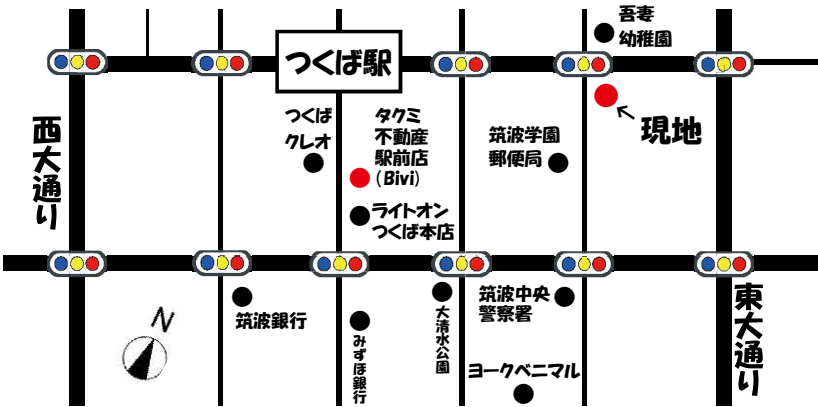 吾妻
幼稚園
つくば駅
現地
西大通り
つくば
クレオ
タクミ
不動産
駅前店
(Bivi)
筑波学園
郵便局
ライトオン
つくば本店
筑波銀行
みずほ銀行
大清水公園
筑波中央
警察署
ヨークベニマル
東大通り
N